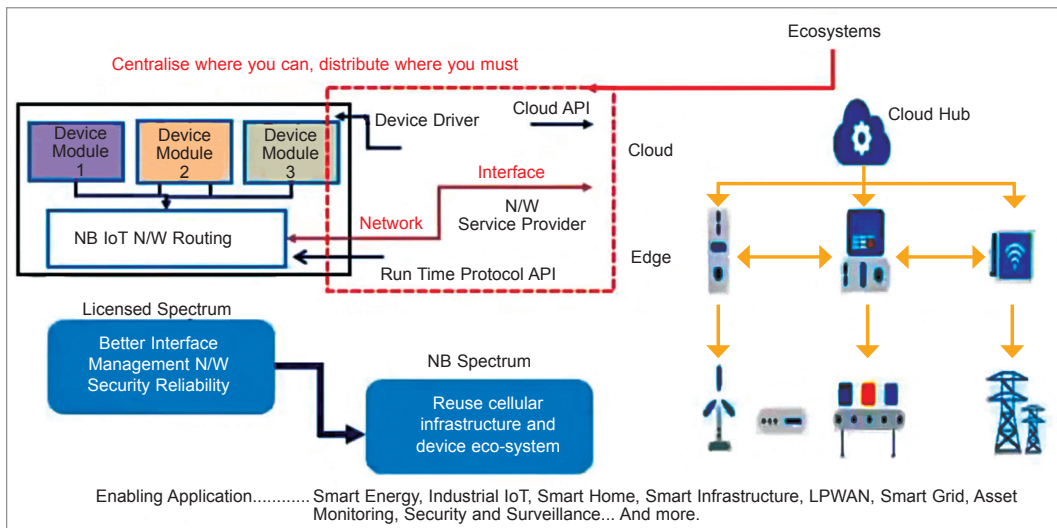 Ecosystems
Centralise where you can, distribute where you must
Device
Module
1
Device
Module
2
Device
Module
3
Device Driver
Cloud API
Cloud Hub
Cloud
Interface
Network
N/W
Service Provider
NB IoT N/W Routing
Edge
Run Time Protocol API
Licensed Spectrum
Better Interface
Management N/W
Security Reliability
NB Spectrum
Reuse cellular
infrastructure and
device eco-system
Enabling Application............ Smart Energy, Industrial IoT, Smart Home, Smart Infrastructure, LPWAN, Smart Grid, Asset
Monitoring, Security and Surveillance... And more.